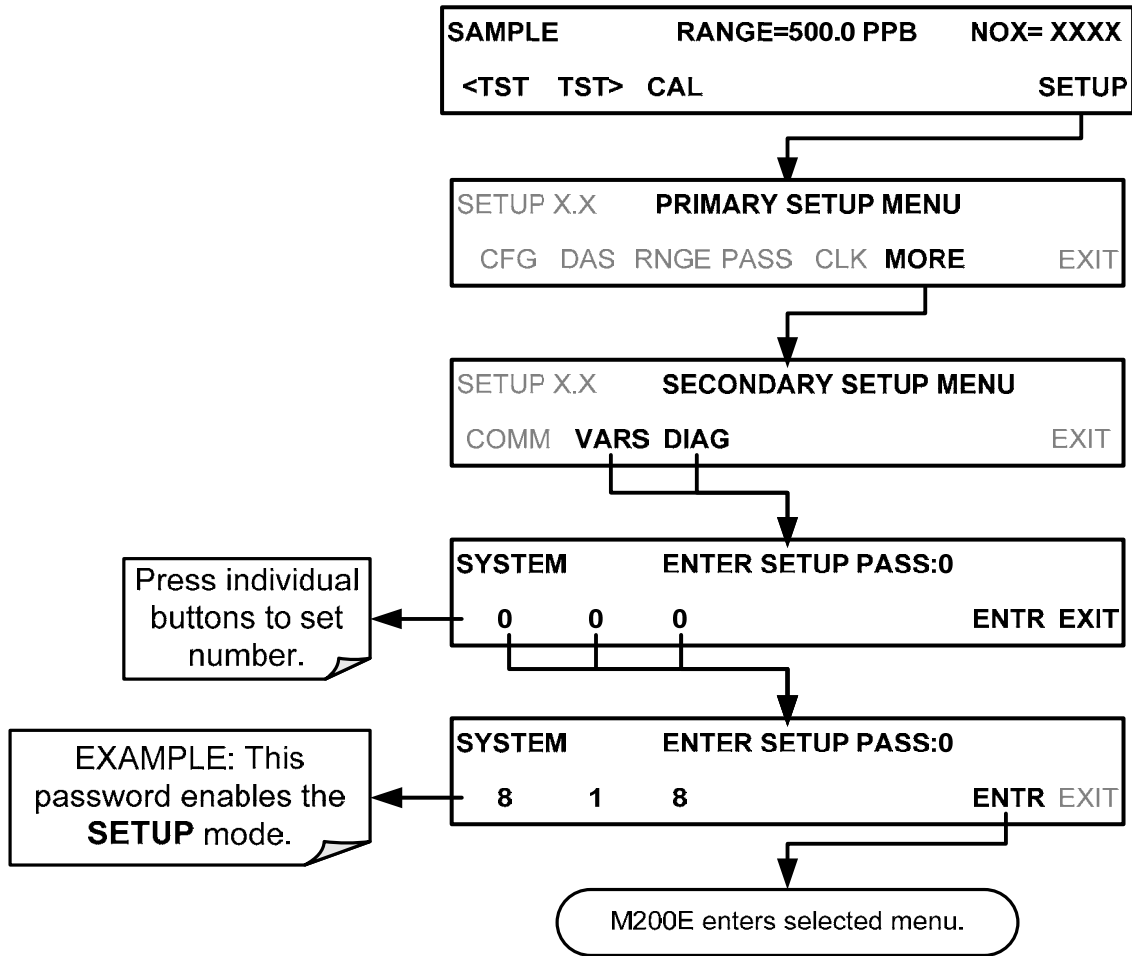 SAMPLE RANGE=500.0 PPB NOX= XXXX
<TST TST> CAL SETUP
SETUP X.X PRIMARY SETUP MENU
CFG DAS RNGE PASS CLK MORE EXIT
SETUP X.X SECONDARY SETUP MENU
COMM VARS DIAG EXIT
SYSTEM ENTER SETUP PASS:0
0 0 0 ENTR EXIT
Press individual
buttons to set
number.
SYSTEM ENTER SETUP PASS:0
8 1 8 ENTR EXIT
EXAMPLE: This
password enables the
SETUP mode.
M200E enters selected menu.